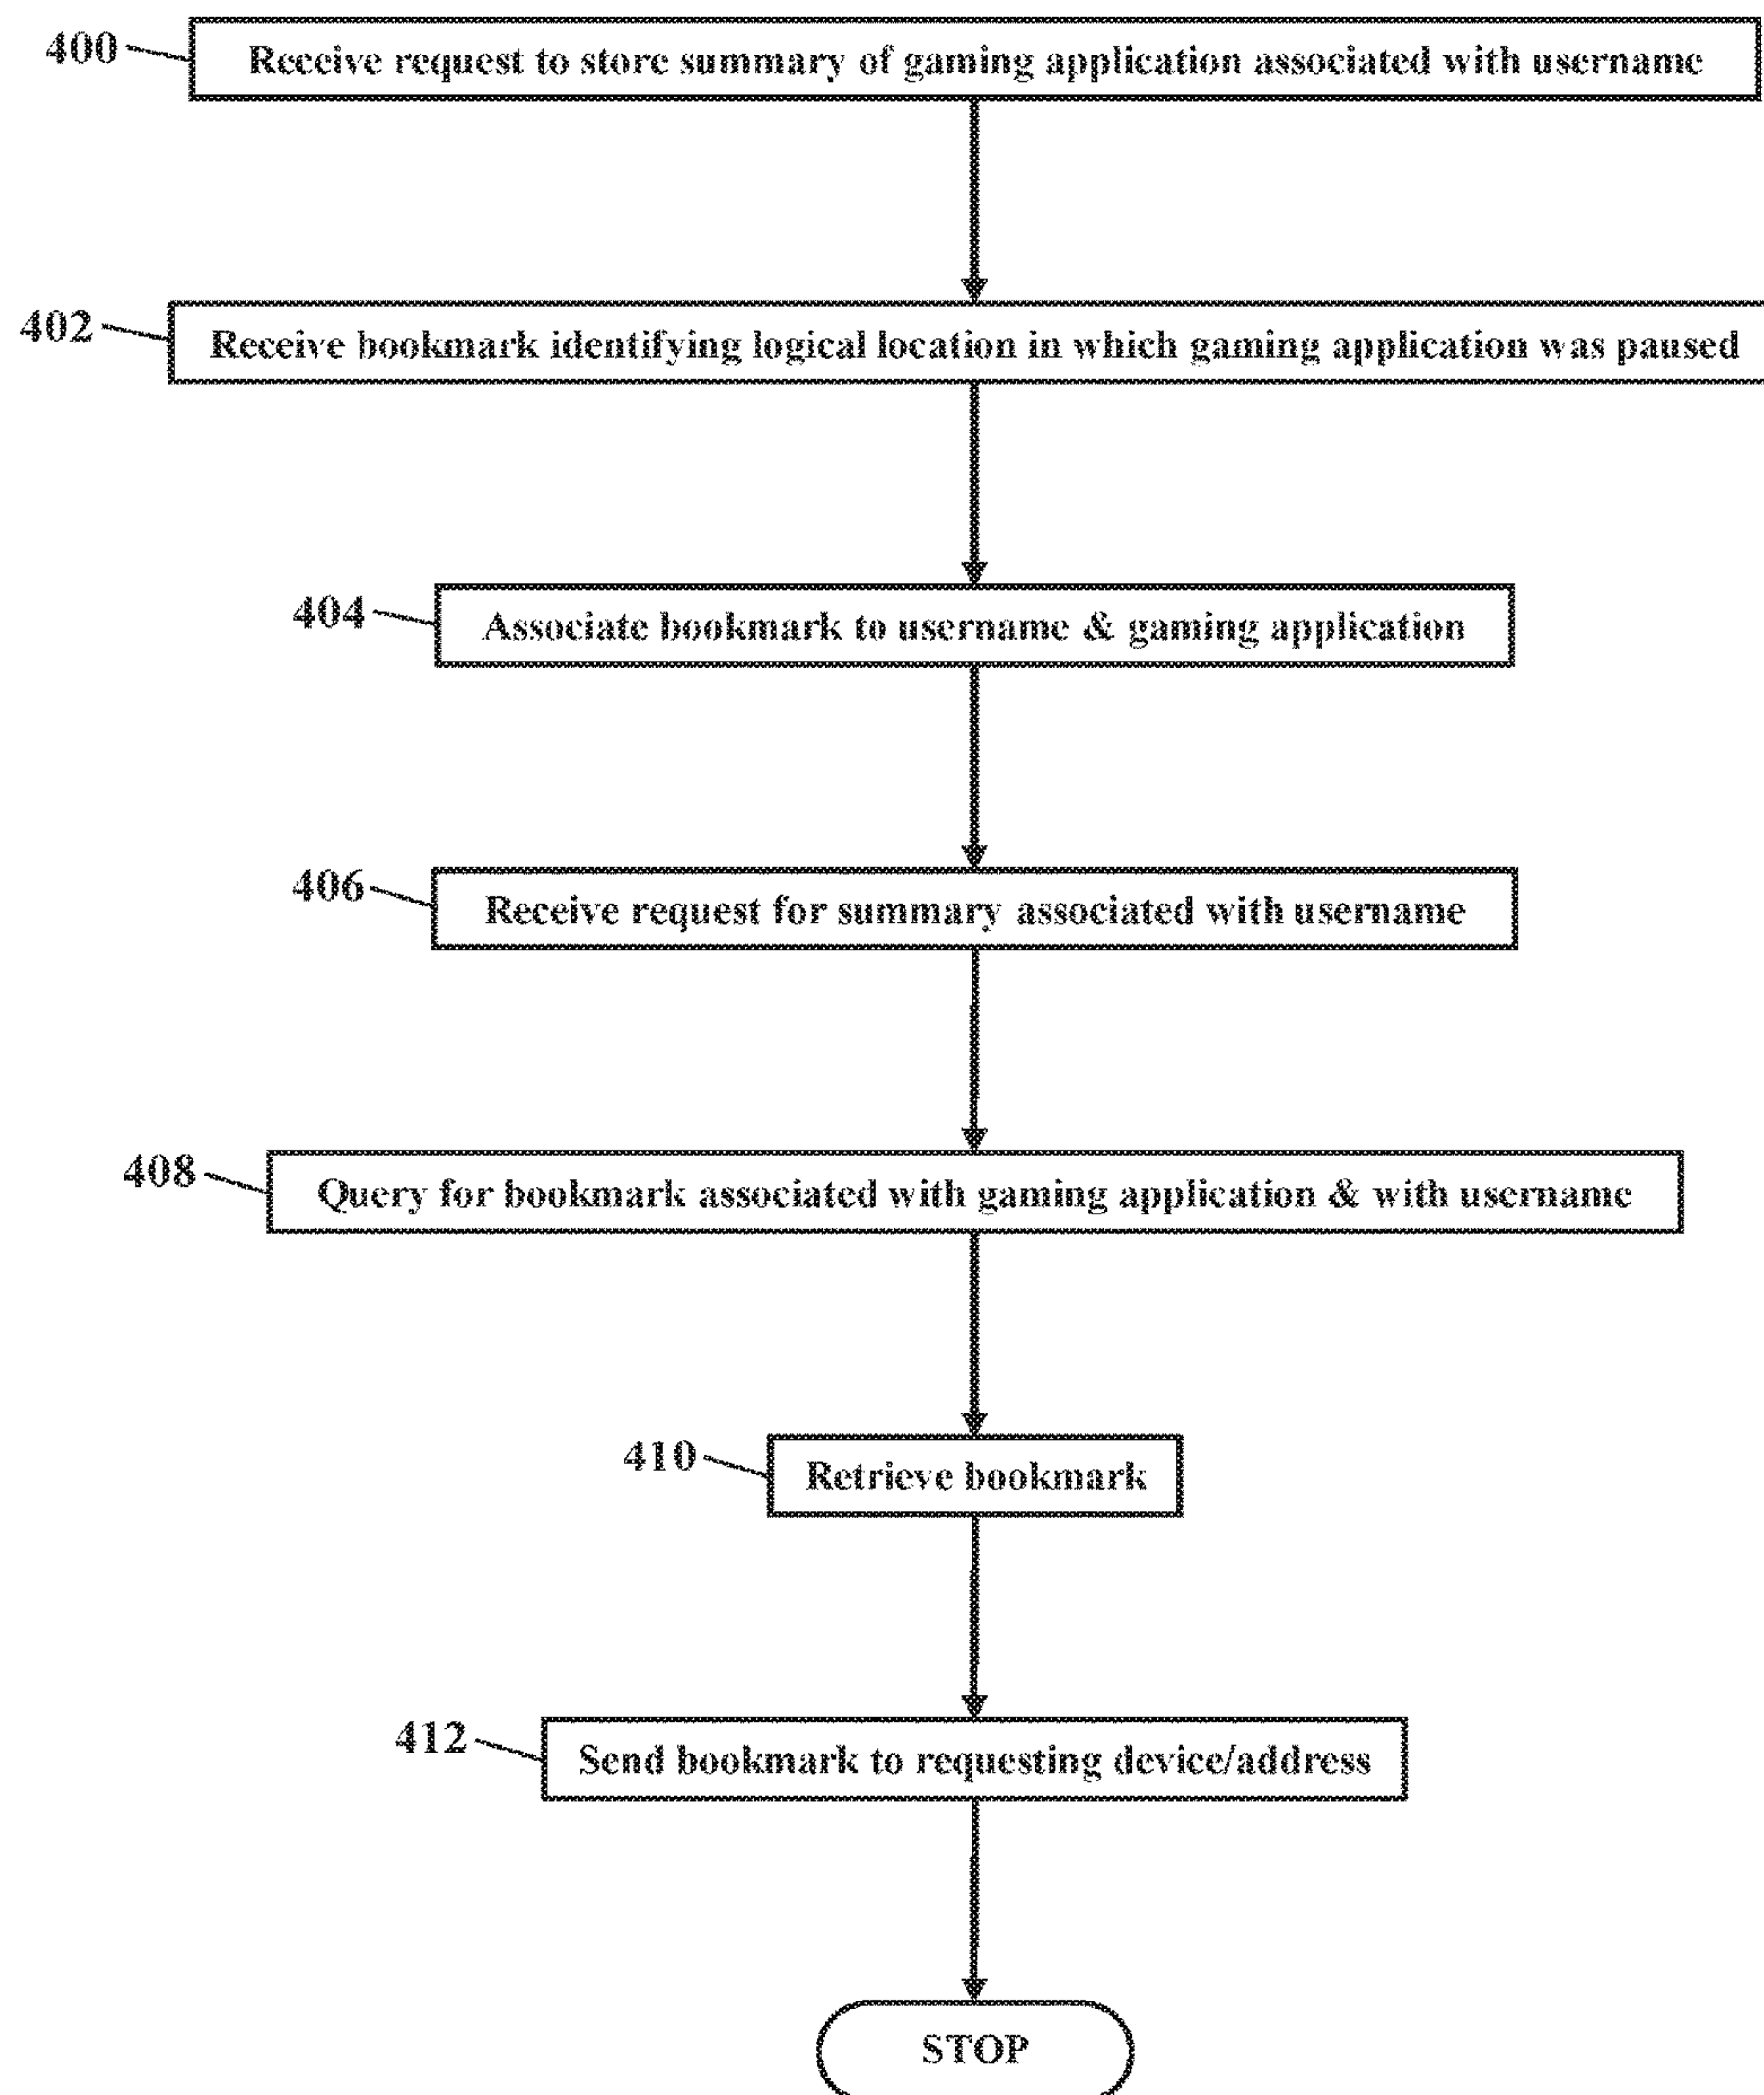 400 Receive request to store summary of gaming application associated with username
402 Receive bookmark identifying logical location in which gaming application was paused
404 Associate bookmark to username & gaming application
406 Receive request for summary associated with username
408 Query for bookmark associated with gaming application & with username
410 Retrieve bookmark
412 Send bookmark to requesting device/address
STOP